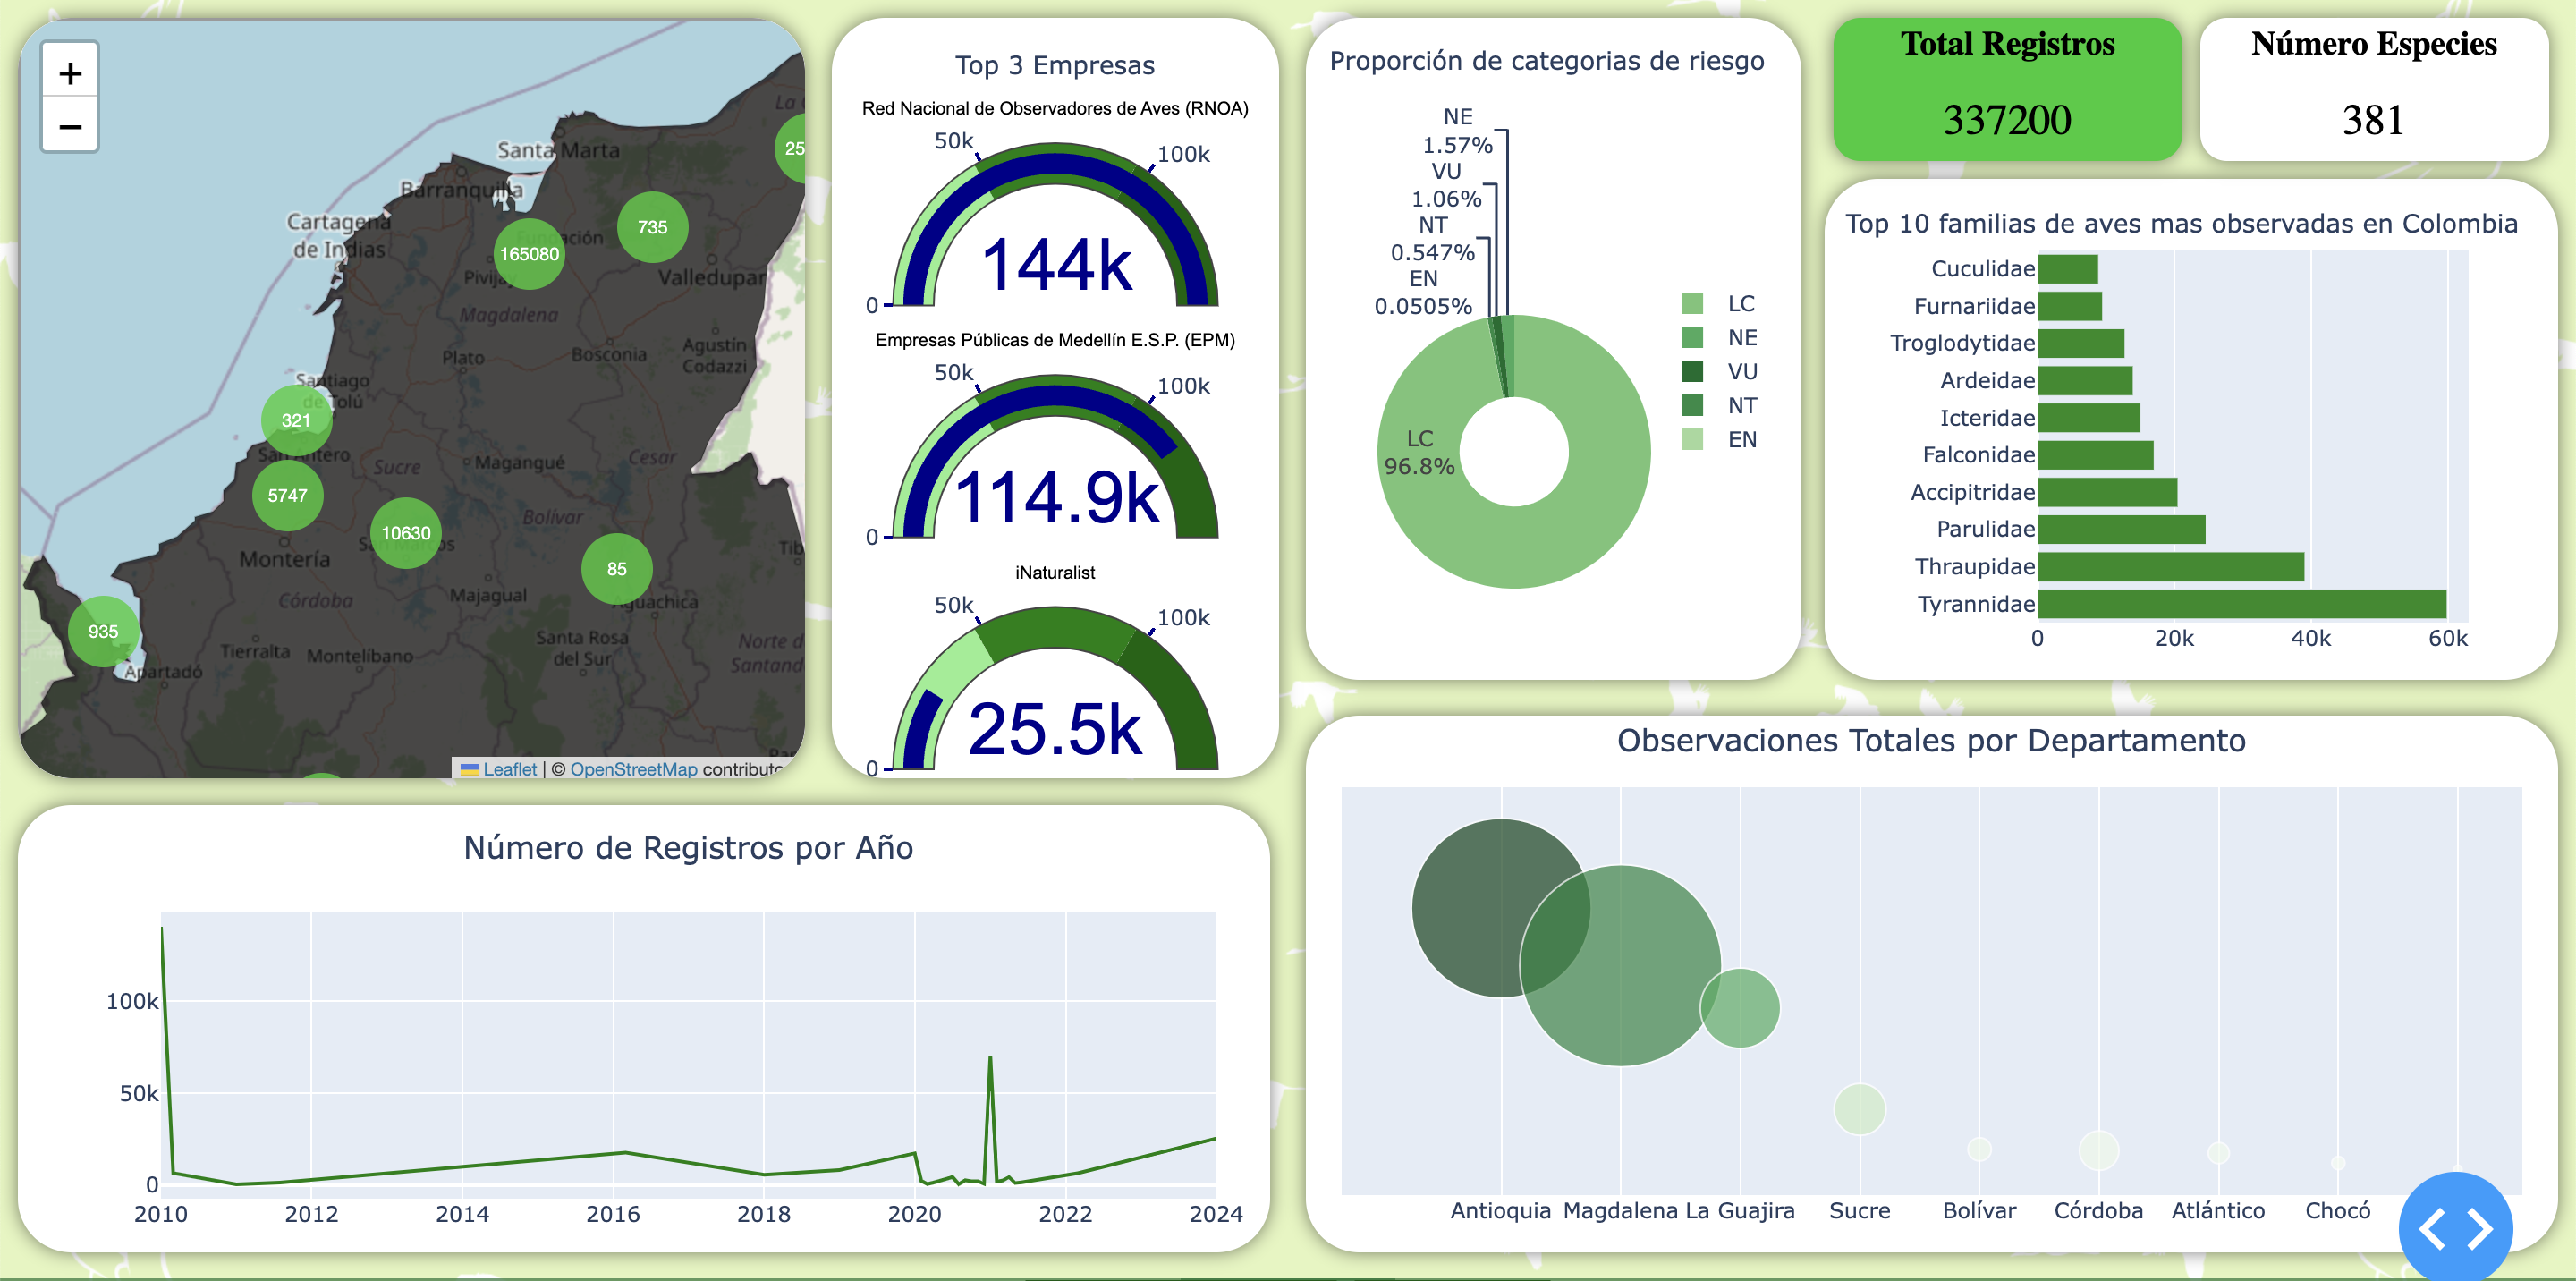 +
−
Santa Marta
Barranquilla
Cartagena
de Indias
25
735
165080
Valledupar
Magdalena
Plato
Bosconia
Agustín
Codazzi
Santiago
de Tolú
321
San Antero
Sucre
Magangué
Cesar
5747
10630
Bolívar
San Marcos
85
Montería
Córdoba
Majagual
Aguachica
935
Tierralta
Montelíbano
Santa Rosa
del Sur
Apartadó
Leaflet | © OpenStreetMap
Top 3 Empresas
Red Nacional de Observadores de Aves (RNOA)
50k
100k
0
144k
Empresas Públicas de Medellín E.S.P. (EPM)
50k
100k
0
114.9k
iNaturalist
50k
100k
0
25.5k
Proporción de categorias de riesgo
NE
1.57%
VU
1.06%
NT
0.547%
EN
0.0505%
LC
96.8%
LC
NE
VU
NT
EN
Total Registros
337200
Número Especies
381
Top 10 familias de aves mas observadas en Colombia
Cuculidae
Furnariidae
Troglodytidae
Ardeidae
Icteridae
Falconidae
Accipitridae
Parulidae
Thraupidae
Tyrannidae
0 20k 40k 60k
Número de Registros por Año
100k
50k
0
2010 2012 2014 2016 2018 2020 2022 2024
Observaciones Totales por Departamento
Antioquia Magdalena La Guajira Sucre Bolívar Córdoba Atlántico Chocó